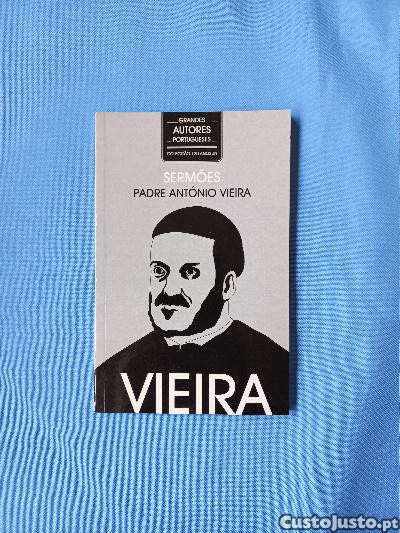 GRANDES
AUTORES
PORTUGUESES
SERMÕES
PADRE ANTÓNIO VIEIRA
VIEIRA
CustoJusto.pt